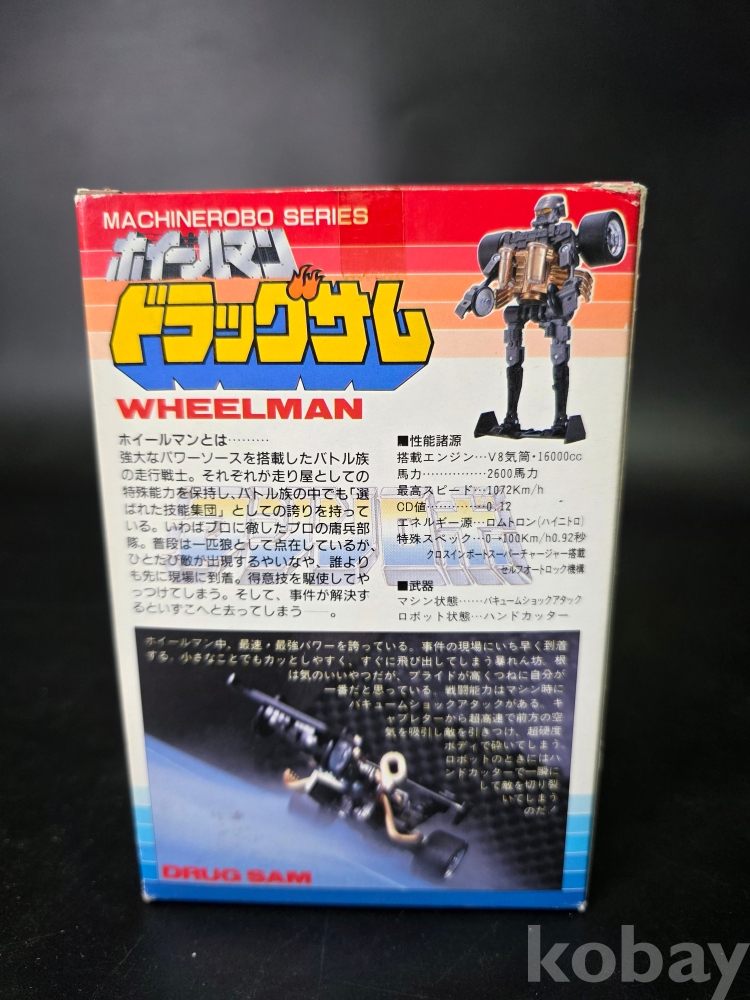 MACHINEROBO SERIES
ホイールマン
ドラッグサム
WHEELMAN
ホイールマンとは………
強大なパワーソースを搭載したバトル族
の走行戦士。それぞれが走り屋としての
特殊能力を保持し、バトル族の中でも「選
ばれた技能集団」としての誇りを持って
いる。いわばプロに徹したプロの傭兵部
隊。普段は一匹狼として点在しているが、
ひとたび敵が出現するやいなや、誰より
も先に現場に到着。得意技を駆使してや
っつけてしまう。そして、事件が解決す
るといずこへと去ってしまう――。
■性能諸源
搭載エンジン…V8気筒・16000cc
馬力……………2600馬力
最高スピード…1072Km/h
CD値……………0.12
エネルギー源…ロムトロン(ハイニトロ)
特殊スペック…0→100Km/h0.92秒
クロスインポートスーパーチャージャー搭載
セルフオートロック機構
■武器
マシン状態……バキュームショックアタック
ロボット状態…ハンドカッター
ホイールマン中、最速・最強パワーを誇っている。事件の現場にいち早く到着
する。小さなことでもカッとしやすく、すぐに飛び出してしまう暴れん坊。根
は気のいいやつだが、プライドが高くつねに自分が
一番だと思っている。戦闘能力はマシン時に
バキュームショックアタックがある。キ
ャブレターから超高速で前方の空
気を吸引し敵を引きつけ、超硬度
ボディで砕いてしまう。
ロボットのときにはハ
ンドカッターで一瞬に
して敵を切り裂
いてしまう
のだ!
DRUG SAM
kobay